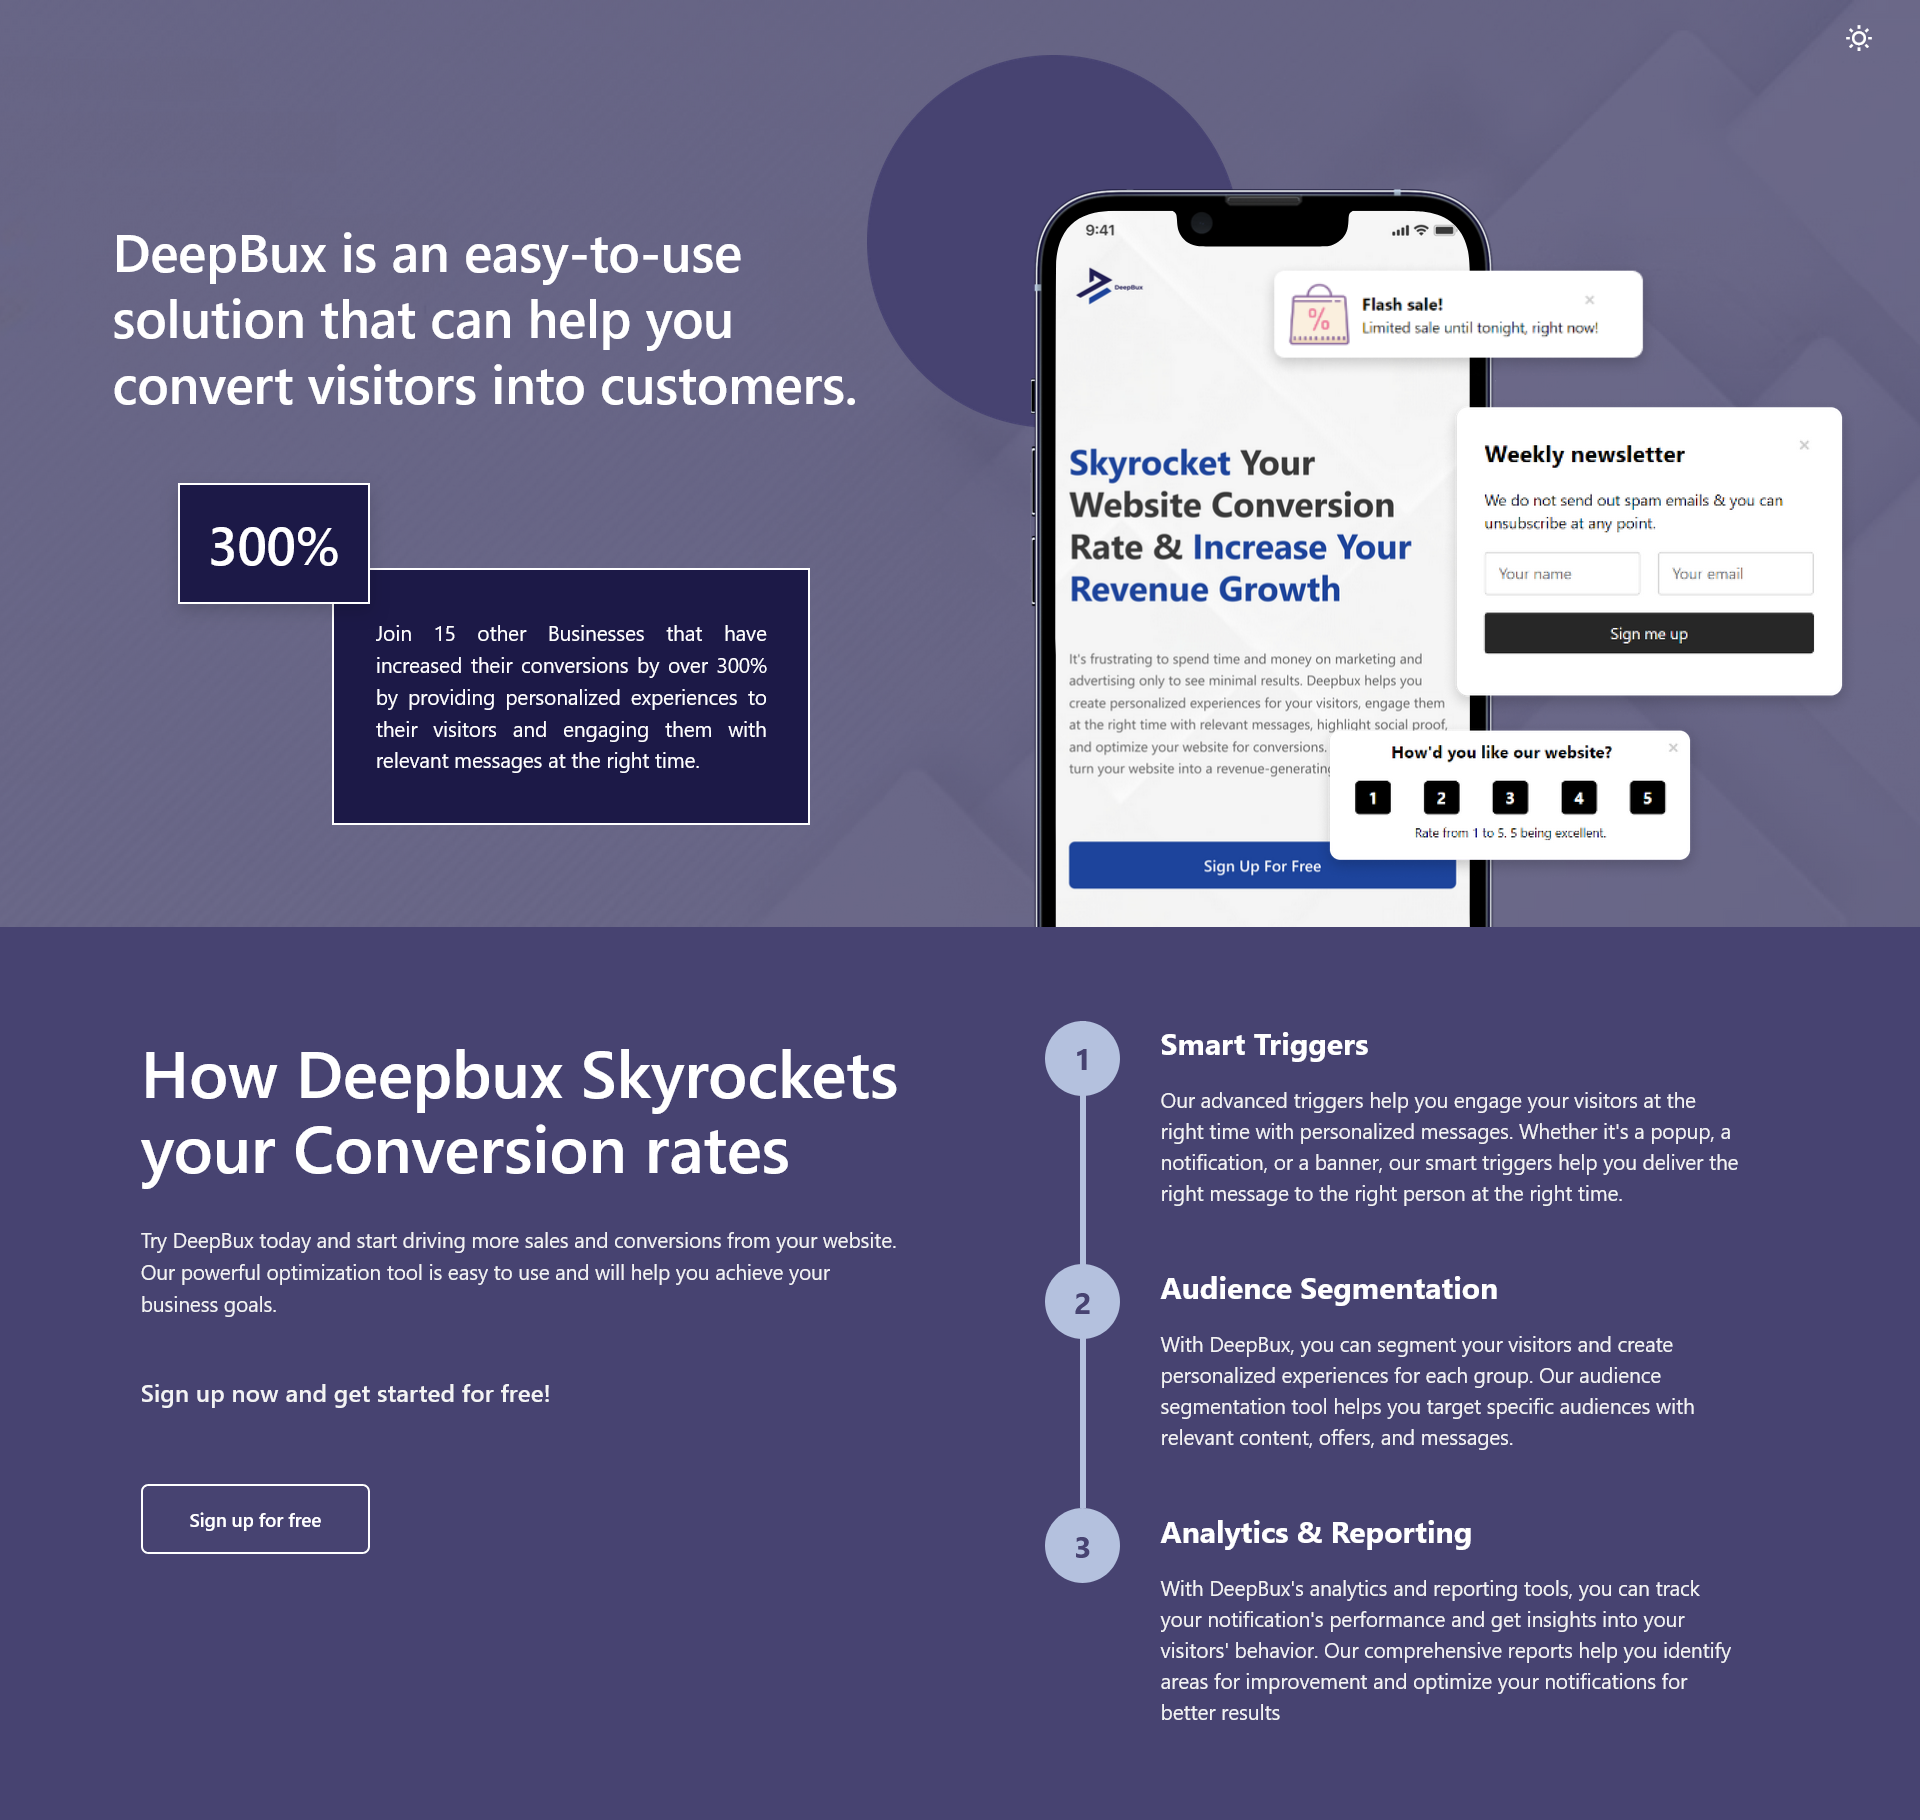 DeepBux is an easy-to-use
solution that can help you
convert visitors into customers.
300%
Join 15 other Businesses that have
increased their conversions by over 300%
by providing personalized experiences to
their visitors and engaging them with
relevant messages at the right time.
9:41
DeepBux
Flash sale!
Limited sale until tonight, right now!
Skyrocket Your
Website Conversion
Rate & Increase Your
Revenue Growth
It's frustrating to spend time and money on marketing and
advertising only to see minimal results. Deepbux helps you
create personalized experiences for your visitors, engage them
at the right time with relevant messages, highlight social proof,
and optimize your website for conversions.
turn your website into a revenue-generating
Sign Up For Free
Weekly newsletter
We do not send out spam emails & you can
unsubscribe at any point.
Your name
Your email
Sign me up
How'd you like our website?
1 2 3 4 5
Rate from 1 to 5. 5 being excellent.
How Deepbux Skyrockets
your Conversion rates
Try DeepBux today and start driving more sales and conversions from your website.
Our powerful optimization tool is easy to use and will help you achieve your
business goals.
Sign up now and get started for free!
Sign up for free
1
Smart Triggers
Our advanced triggers help you engage your visitors at the
right time with personalized messages. Whether it's a popup, a
notification, or a banner, our smart triggers help you deliver the
right message to the right person at the right time.
2
Audience Segmentation
With DeepBux, you can segment your visitors and create
personalized experiences for each group. Our audience
segmentation tool helps you target specific audiences with
relevant content, offers, and messages.
3
Analytics & Reporting
With DeepBux's analytics and reporting tools, you can track
your notification's performance and get insights into your
visitors' behavior. Our comprehensive reports help you identify
areas for improvement and optimize your notifications for
better results